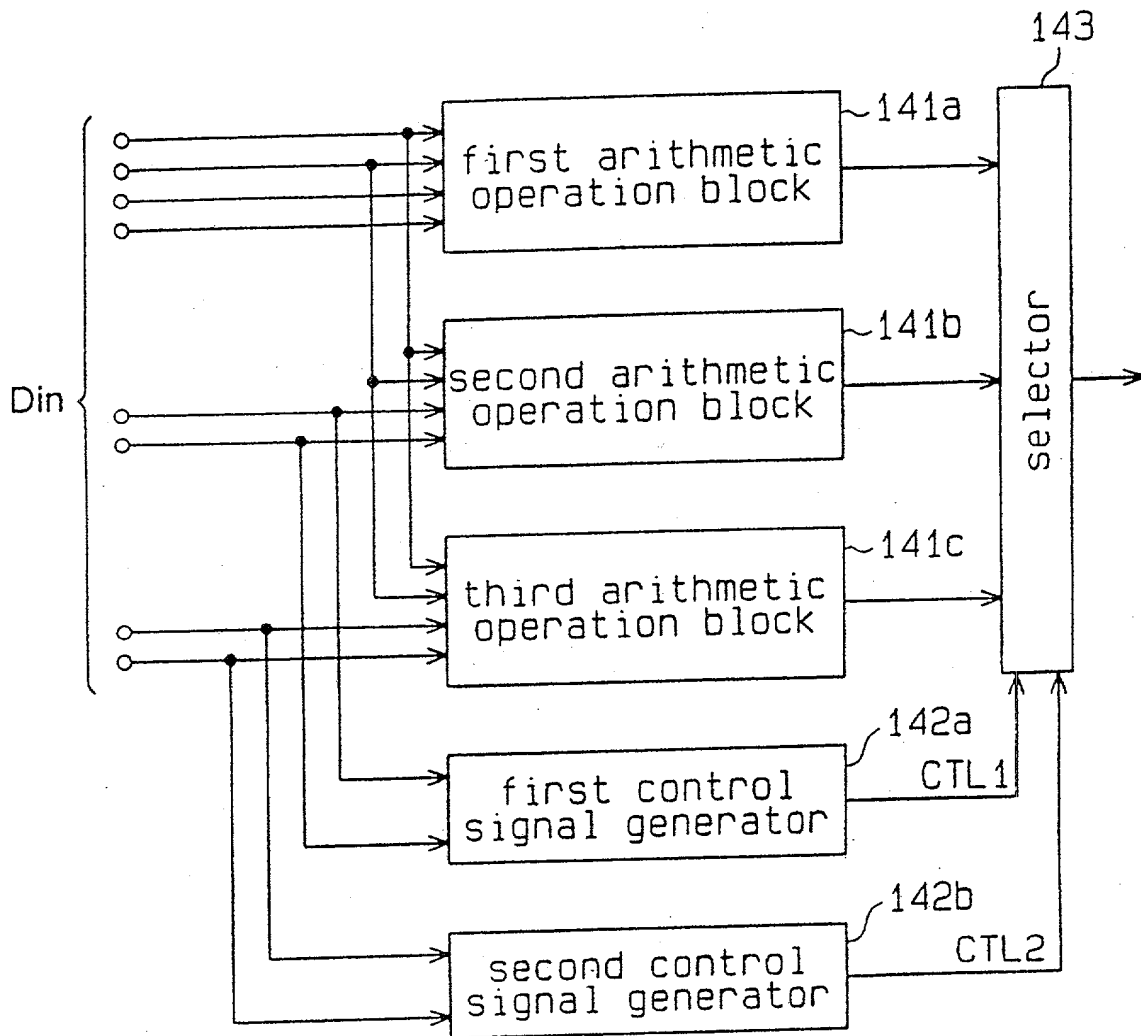 143
141a
first arithmetic
operation block
141b
second arithmetic
operation block
Din
selector
141c
third arithmetic
operation block
142a
first control
signal generator
CTL1
142b
second control
signal generator
CTL2